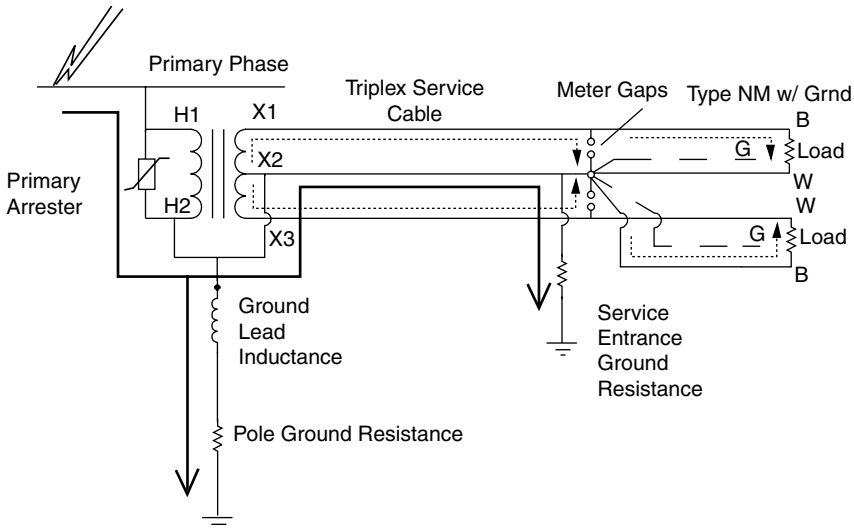 Primary Phase
Triplex Service
Cable
Meter Gaps
Type NM w/ Grnd
H1
X1
B
G
Load
X2
W
Primary
Arrester
H2
W
X3
G
Load
B
Ground
Lead
Inductance
Service
Entrance
Ground
Resistance
Pole Ground Resistance